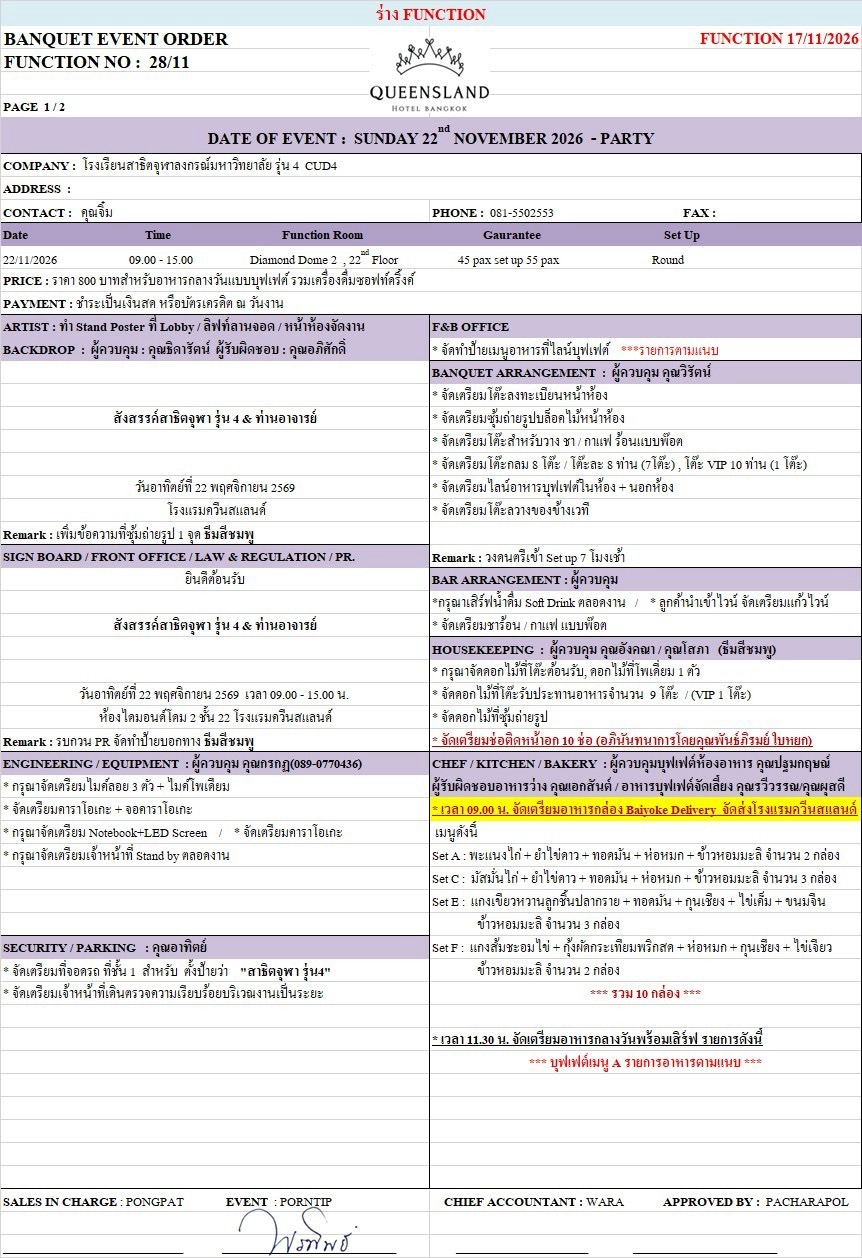 ร่าง FUNCTION
BANQUET EVENT ORDER
FUNCTION 17/11/2026
FUNCTION NO : 28/11
QUEENSLAND
HOTEL BANGKOK
PAGE 1 / 2
DATE OF EVENT : SUNDAY 22nd NOVEMBER 2026 - PARTY
COMPANY : โรงเรียนสาธิตจุฬาลงกรณ์มหาวิทยาลัย รุ่น 4 CUD4
ADDRESS :
CONTACT : คุณจิ๋ม PHONE : 081-5502553 FAX :
Date Time Function Room Gaurantee Set Up
22/11/2026 09.00 - 15.00 Diamond Dome 2 , 22nd Floor 45 pax set up 55 pax Round
PRICE : ราคา 800 บาทสำหรับอาหารกลางวันแบบบุฟเฟ่ต์ รวมเครื่องดื่มซอฟท์ดริ้งค์
PAYMENT : ชำระเป็นเงินสด หรือบัตรเครดิต ณ วันงาน
ARTIST : ทำ Stand Poster ที่ Lobby / ลิฟท์ลานจอด / หน้าห้องจัดงาน
BACKDROP : ผู้ควบคุม : คุณธิดารัตน์ ผู้รับผิดชอบ : คุณอภิศักดิ์
สังสรรค์สาธิตจุฬา รุ่น 4 & ท่านอาจารย์
วันอาทิตย์ที่ 22 พฤศจิกายน 2569
โรงแรมควีนสแลนด์
Remark : เพิ่มข้อความที่ซุ้มถ่ายรูป 1 จุด ธีมสีชมพู
SIGN BOARD / FRONT OFFICE / LAW & REGULATION / PR.
ยินดีต้อนรับ
สังสรรค์สาธิตจุฬา รุ่น 4 & ท่านอาจารย์
วันอาทิตย์ที่ 22 พฤศจิกายน 2569 เวลา 09.00 - 15.00 น.
ห้องไดมอนด์โดม 2 ชั้น 22 โรงแรมควีนสแลนด์
Remark : รบกวน PR จัดทำป้ายบอกทาง ธีมสีชมพู
ENGINEERING / EQUIPMENT : ผู้ควบคุม คุณกรกฏ(089-0770436)
* กรุณาจัดเตรียมไมค์ลอย 3 ตัว + ไมค์โพเดียม
* จัดเตรียมคาราโอเกะ + จอคาราโอเกะ
* กรุณาจัดเตรียม Notebook+LED Screen / * จัดเตรียมคาราโอเกะ
* กรุณาจัดเตรียมเจ้าหน้าที่ Stand by ตลอดงาน
SECURITY / PARKING : คุณอาทิตย์
* จัดเตรียมที่จอดรถ ที่ชั้น 1 สำหรับ ตั้งป้ายว่า "สาธิตจุฬา รุ่น4"
* จัดเตรียมเจ้าหน้าที่เดินตรวจความเรียบร้อยบริเวณงานเป็นระยะ
F&B OFFICE
* จัดทำป้ายเมนูอาหารที่ไลน์บุฟเฟ่ต์ ***รายการตามแนบ
BANQUET ARRANGEMENT : ผู้ควบคุม คุณวิรัตน์
* จัดเตรียมโต๊ะลงทะเบียนหน้าห้อง
* จัดเตรียมซุ้มถ่ายรูปบล็อคไม้หน้าห้อง
* จัดเตรียมโต๊ะสำหรับวาง ชา / กาแฟ ร้อนแบบพ๊อต
* จัดเตรียมโต๊ะกลม 8 โต๊ะ / โต๊ะละ 8 ท่าน (7โต๊ะ) , โต๊ะ VIP 10 ท่าน (1 โต๊ะ)
* จัดเตรียมไลน์อาหารบุฟเฟ่ต์ในห้อง + นอกห้อง
* จัดเตรียมโต๊ะลวางของข้างเวที
Remark : วงดนตรีเข้า Set up 7 โมงเช้า
BAR ARRANGEMENT : ผู้ควบคุม
*กรุณาเสิร์ฟน้ำดื่ม Soft Drink ตลอดงาน / * ลูกค้านำเข้าไวน์ จัดเตรียมแก้วไวน์
* จัดเตรียมชาร้อน / กาแฟ แบบพ๊อต
HOUSEKEEPING : ผู้ควบคุม คุณอังคณา / คุณโสภา (ธีมสีชมพู)
* กรุณาจัดดอกไม้ที่โต๊ะต้อนรับ, ดอกไม้ที่โพเดี่ยม 1 ตัว
* จัดดอกไม้ที่โต๊ะรับประทานอาหารจำนวน 9 โต๊ะ / (VIP 1 โต๊ะ)
* จัดดอกไม้ที่ซุ้มถ่ายรูป
* จัดเตรียมช่อติดหน้าอก 10 ช่อ (อภินันทนาการโดยคุณพันธ์ภิรมย์ ใบหยก)
CHEF / KITCHEN / BAKERY : ผู้ควบคุมบุฟเฟ่ต์ห้องอาหาร คุณปฐมกฤษณ์
ผู้รับผิดชอบอาหารว่าง คุณเอกสันต์ / อาหารบุฟเฟ่ต์จัดเลี้ยง คุณรวีวรรณ/คุณผุสดี
* เวลา 09.00 น. จัดเตรียมอาหารกล่อง Baiyoke Delivery จัดส่งโรงแรมควีนสแลนด์
เมนูดังนี้
Set A : พะแนงไก่ + ยำไข่ดาว + ทอดมัน + ห่อหมก + ข้าวหอมมะลิ จำนวน 2 กล่อง
Set C : มัสมั่นไก่ + ยำไข่ดาว + ทอดมัน + ห่อหมก + ข้าวหอมมะลิ จำนวน 3 กล่อง
Set E : แกงเขียวหวานลูกชิ้นปลากราย + ทอดมัน + กุนเชียง + ไข่เค็ม + ขนมจีน
ข้าวหอมมะลิ จำนวน 3 กล่อง
Set F : แกงส้มชะอมไข่ + กุ้งผัดกระเทียมพริกสด + ห่อหมก + กุนเชียง + ไข่เจียว
ข้าวหอมมะลิ จำนวน 2 กล่อง
*** รวม 10 กล่อง ***
* เวลา 11.30 น. จัดเตรียมอาหารกลางวันพร้อมเสิร์ฟ รายการดังนี้
*** บุฟเฟ่ต์เมนู A รายการอาหารตามแนบ ***
SALES IN CHARGE : PONGPAT EVENT : PORNTIP CHIEF ACCOUNTANT : WARA APPROVED BY : PACHARAPOL
พรทิพย์